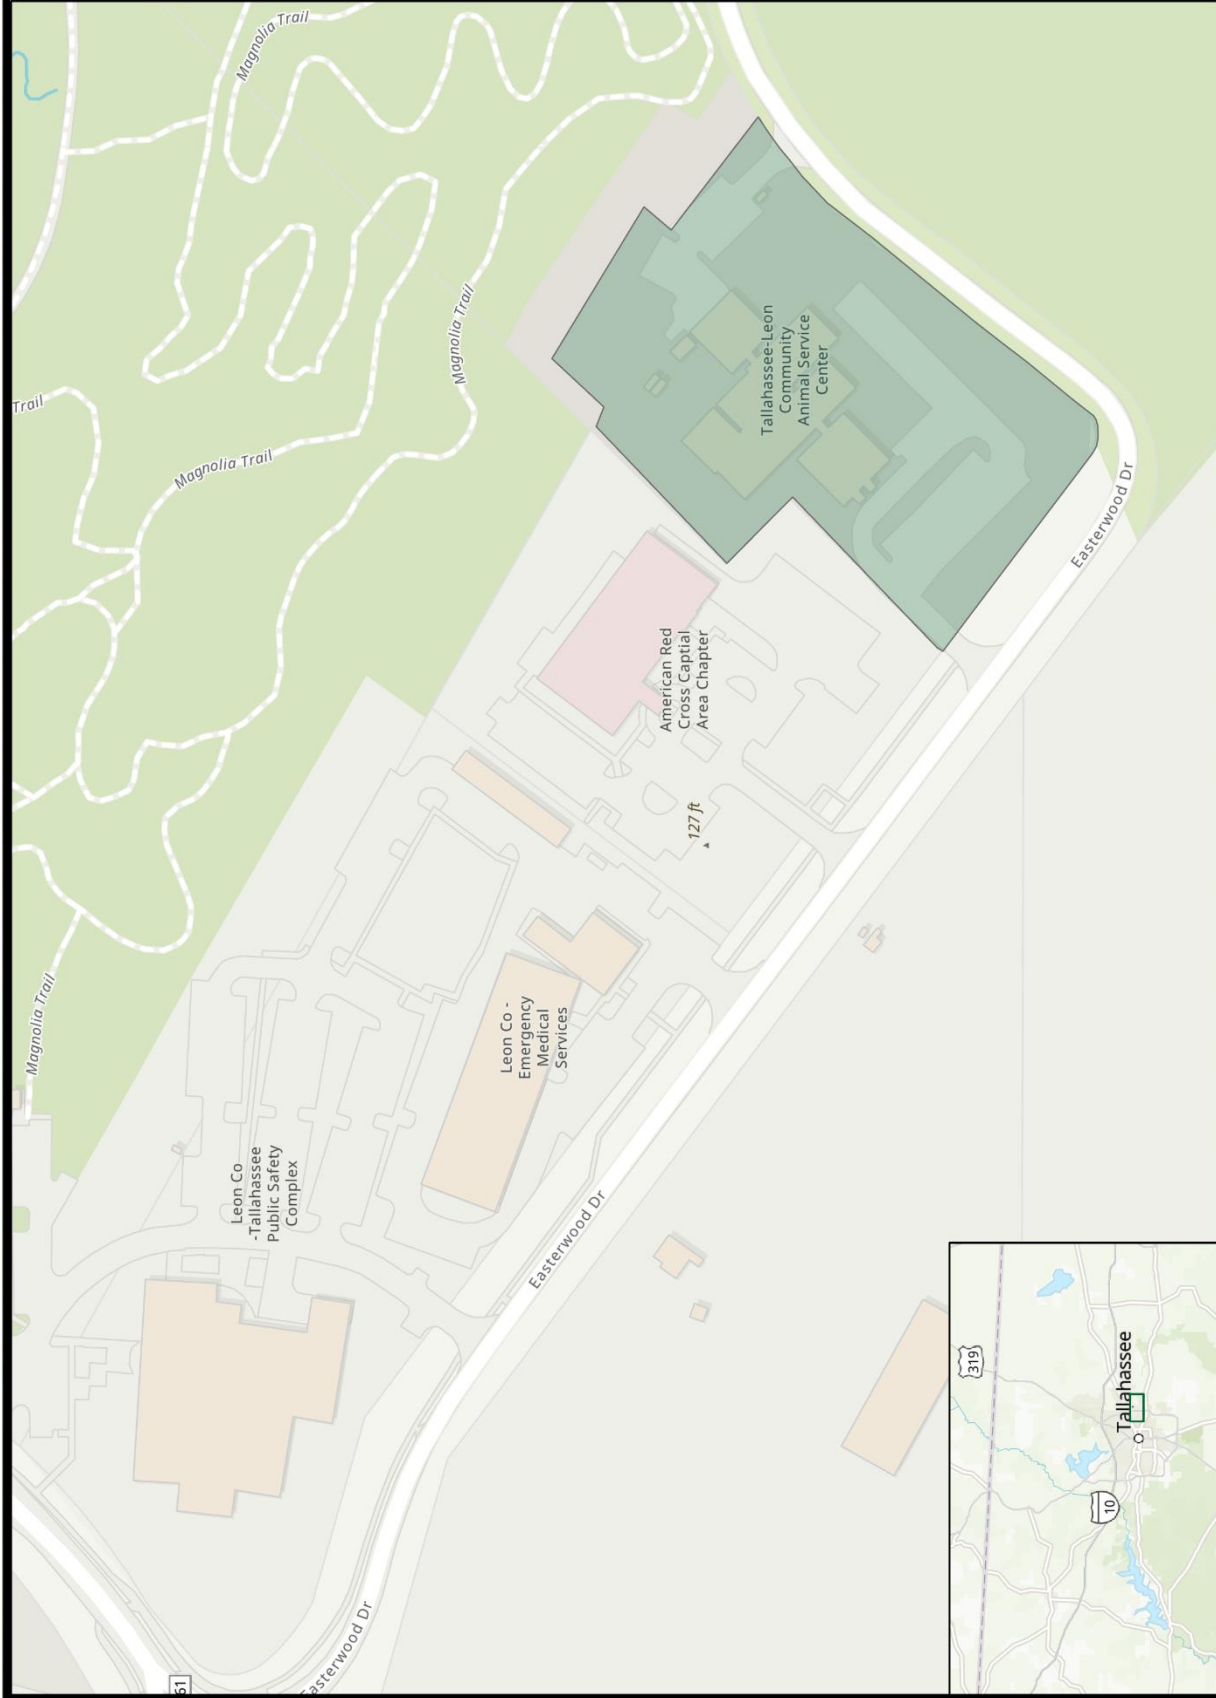 Magnolia Trail
Trail
Magnolia Trail
Magnolia Trail
Magnolia Trail
Tallahassee-Leon
Community
Animal Service
Center
Easterwood Dr
American Red
Cross Captial
Area Chapter
127 ft
Leon Co -
Emergency
Medical
Services
Leon Co
-Tallahassee
Public Safety
Complex
Easterwood Dr
Easterwood Dr
61
319
Tallahassee
10